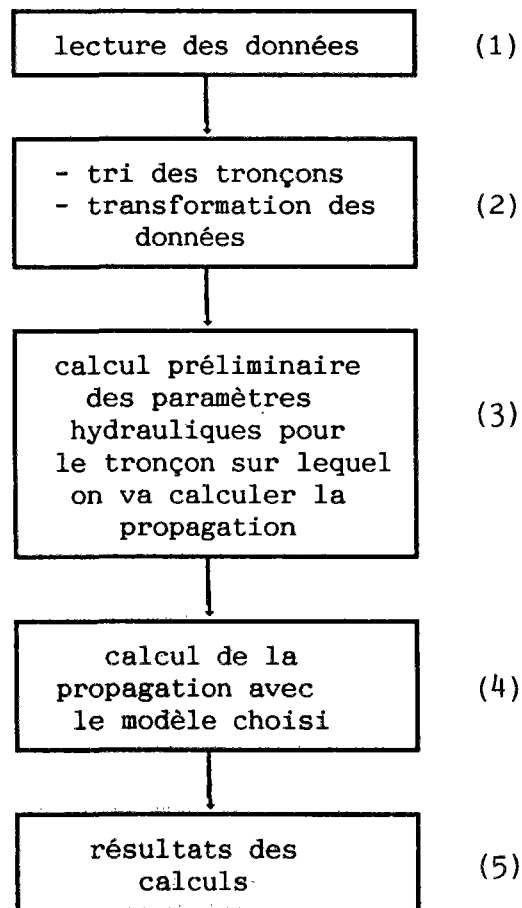 lecture des données (1)
- tri des tronçons
- transformation des (2)
données
calcul préliminaire
des paramètres
hydrauliques pour (3)
le tronçon sur lequel
on va calculer la
propagation
calcul de la
propagation avec (4)
le modèle choisi
résultats des (5)
calculs